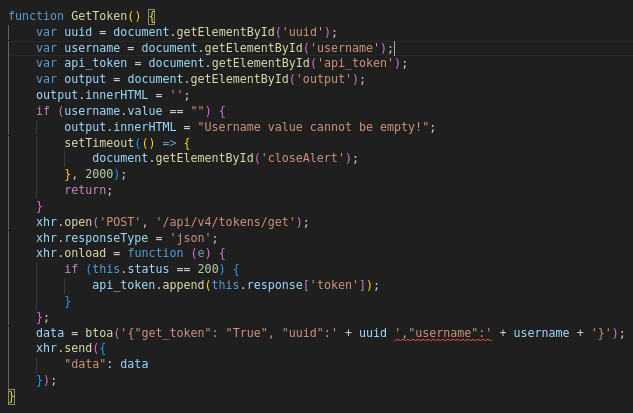 function GetToken() {
    var uuid = document.getElementById('uuid');
    var username = document.getElementById('username');
    var api_token = document.getElementById('api_token');
    var output = document.getElementById('output');
    output.innerHTML = '';
    if (username.value == "") {
        output.innerHTML = "Username value cannot be empty!";
        setTimeout(() => {
            document.getElementById('closeAlert');
        }, 2000);
        return;
    }
    xhr.open('POST', '/api/v4/tokens/get');
    xhr.responseType = 'json';
    xhr.onload = function (e) {
        if (this.status == 200) {
            api_token.append(this.response['token']);
        }
    };
    data = btoa('{"get_token": "True", "uuid":' + uuid ',"username":' + username + '}');
    xhr.send({
        "data": data
    });
}